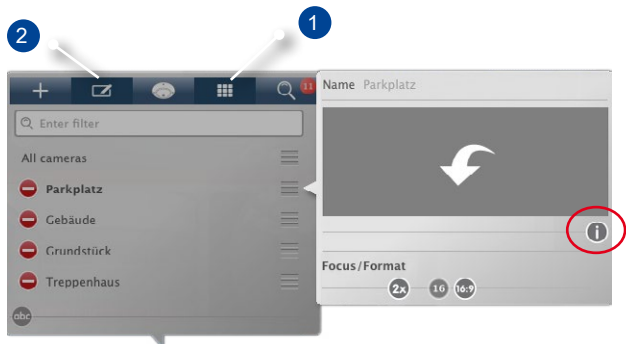 2
1
11
Enter filter
All cameras
Parkplatz
Gebäude
Grundstück
Treppenhaus
abc
Name Parkplatz
i
Focus/Format
2x 16 16:9